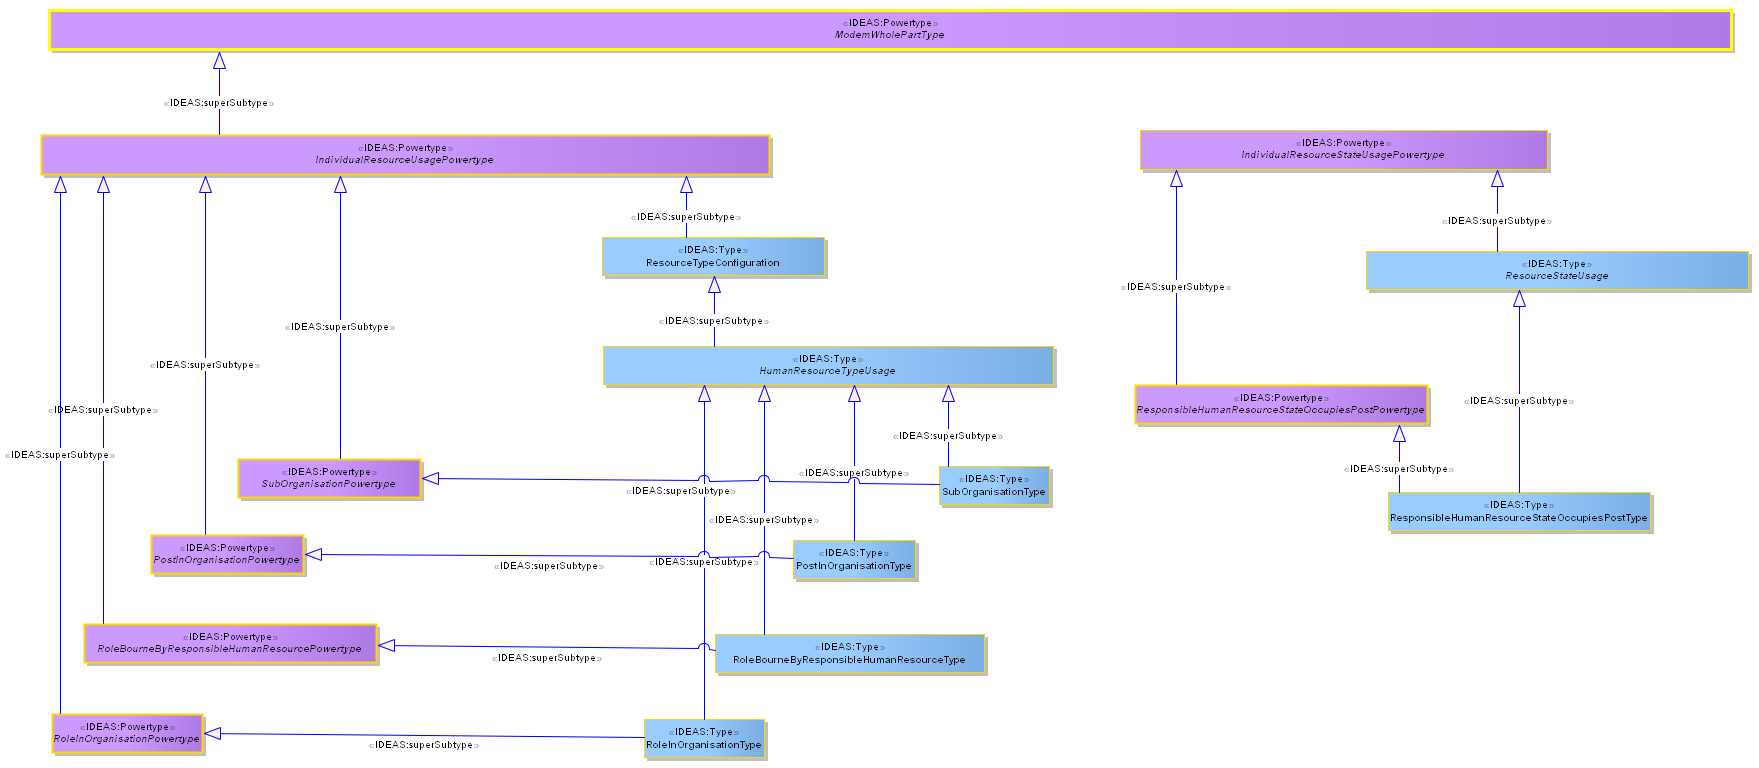 «IDEAS:Powertype»
ModemWholePartType
«IDEAS:superSubtype»
«IDEAS:Powertype»
IndividualResourceUsagePowertype
«IDEAS:Powertype»
IndividualResourceStateUsagePowertype
«IDEAS:superSubtype»
«IDEAS:superSubtype»
«IDEAS:Type»
ResourceTypeConfiguration
«IDEAS:Type»
ResourceStateUsage
«IDEAS:superSubtype»
«IDEAS:superSubtype»
«IDEAS:superSubtype»
«IDEAS:Type»
HumanResourceTypeUsage
«IDEAS:superSubtype»
«IDEAS:Powertype»
ResponsibleHumanResourceStateOccupiesPostPowertype
«IDEAS:superSubtype»
«IDEAS:superSubtype»
«IDEAS:superSubtype»
«IDEAS:superSubtype»
«IDEAS:superSubtype»
«IDEAS:Powertype»
SubOrganisationPowertype
«IDEAS:superSubtype»
«IDEAS:superSubtype»
«IDEAS:Type»
SubOrganisationType
«IDEAS:superSubtype»
«IDEAS:Type»
ResponsibleHumanResourceStateOccupiesPostType
«IDEAS:superSubtype»
«IDEAS:Powertype»
PostInOrganisationPowertype
«IDEAS:superSubtype»
«IDEAS:superSubtype»
«IDEAS:Type»
PostInOrganisationType
«IDEAS:Powertype»
RoleBourneByResponsibleHumanResourcePowertype
«IDEAS:superSubtype»
«IDEAS:Type»
RoleBourneByResponsibleHumanResourceType
«IDEAS:Powertype»
RoleInOrganisationPowertype
«IDEAS:superSubtype»
«IDEAS:Type»
RoleInOrganisationType